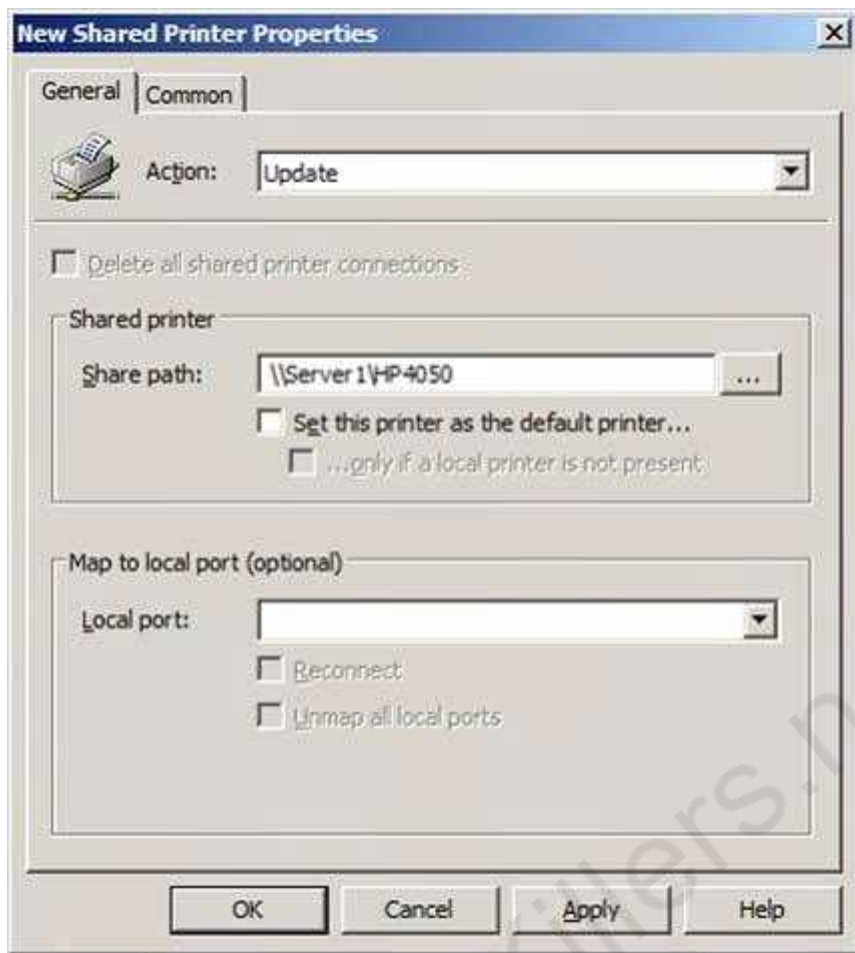 New Shared Printer Properties
General
Common
Action:
Update
Delete all shared printer connections
Shared printer
Share path:
\\Server1\HP4050
...
Set this printer as the default printer...
...only if a local printer is not present
Map to local port (optional)
Local port:
Reconnect
Unmap all local ports
OK
Cancel
Apply
Help